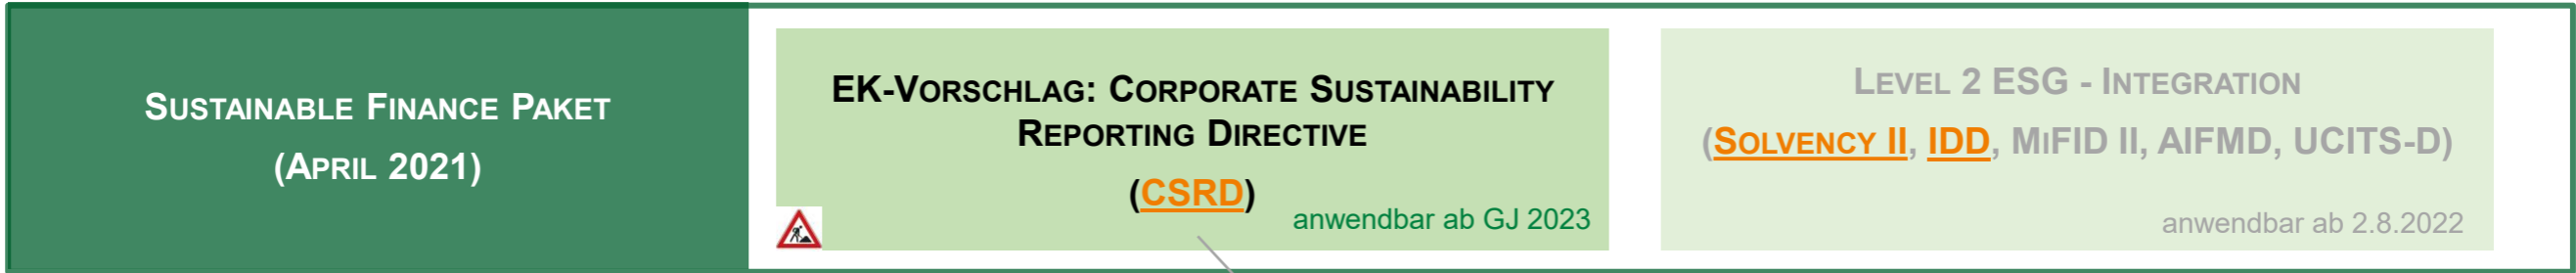 SUSTAINABLE FINANCE PAKET
(APRIL 2021)
EK-VORSCHLAG: CORPORATE SUSTAINABILITY
REPORTING DIRECTIVE
(CSRD)
anwendbar ab GJ 2023
LEVEL 2 ESG - INTEGRATION
(SOLVENCY II, IDD, MIFID II, AIFMD, UCITS-D)
anwendbar ab 2.8.2022